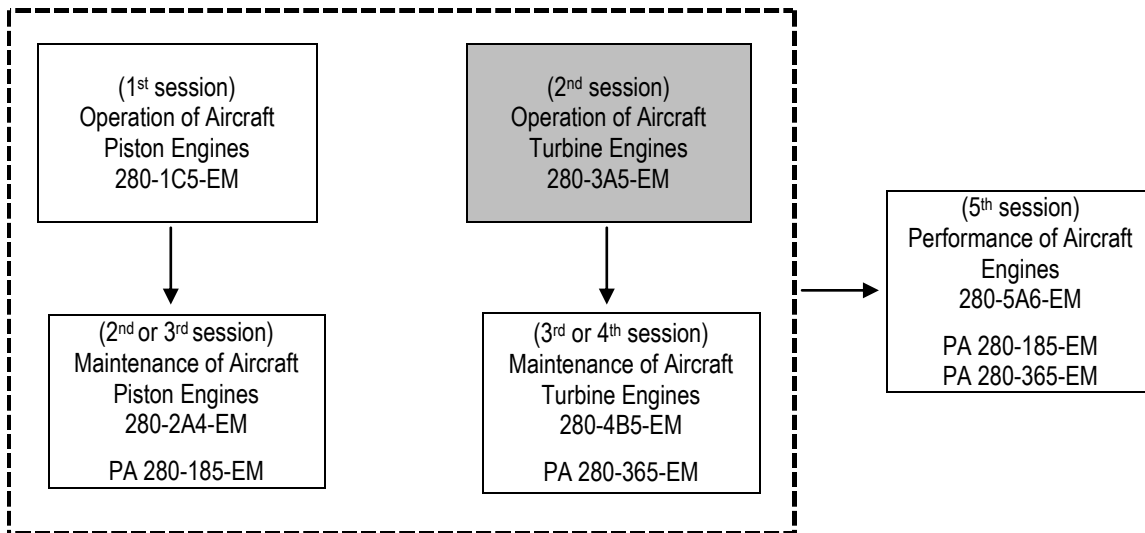 (1st session)
Operation of Aircraft
Piston Engines
280-1C5-EM
(2nd session)
Operation of Aircraft
Turbine Engines
280-3A5-EM
(2nd or 3rd session)
Maintenance of Aircraft
Piston Engines
280-2A4-EM
PA 280-185-EM
(3rd or 4th session)
Maintenance of Aircraft
Turbine Engines
280-4B5-EM
PA 280-365-EM
(5th session)
Performance of Aircraft
Engines
280-5A6-EM
PA 280-185-EM
PA 280-365-EM